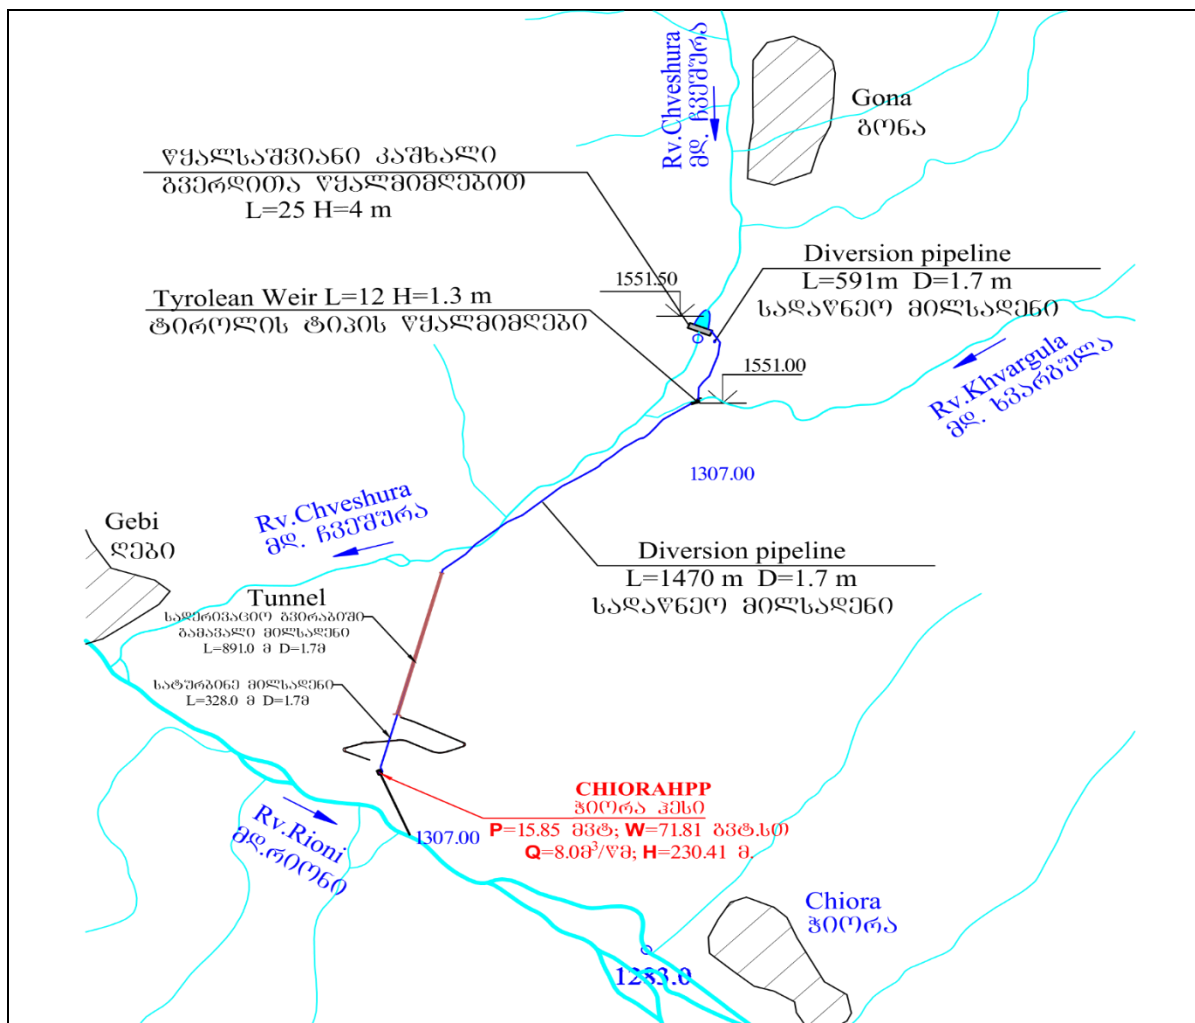 Rv.Chveshura
მდ. ჩვეშურა
Gona
გონა
წყალსაშვიანი კაშხალი
გვერდითა წყალმიმღებით
L=25 H=4 m
Diversion pipeline
L=591m D=1.7 m
სადაწნეო მილსადენი
1551.50
Tyrolean Weir L=12 H=1.3 m
ტიროლის ტიპის წყალმიმღები
1551.00
Rv.Khvargula
მდ. ხვარგულა
1307.00
Rv.Chveshura
მდ. ჩვეშურა
Gebi
ღები
Diversion pipeline
L=1470 m D=1.7 m
სადაწნეო მილსადენი
Tunnel
სადერივაციო გვირაბიში
გამავალი მილსადენი
L=891.0 მ D=1.7მ
სატურბინე მილსადენი
L=328.0 მ D=1.7მ
CHIORAHPP
ჭიორა ჰესი
P=15.85 მვტ; W=71.81 გვტ.სთ
Q=8.0მ³/წმ; H=230.41 მ.
1307.00
Rv.Rioni
მდ.რიონი
Chiora
ჭიორა
1283.0